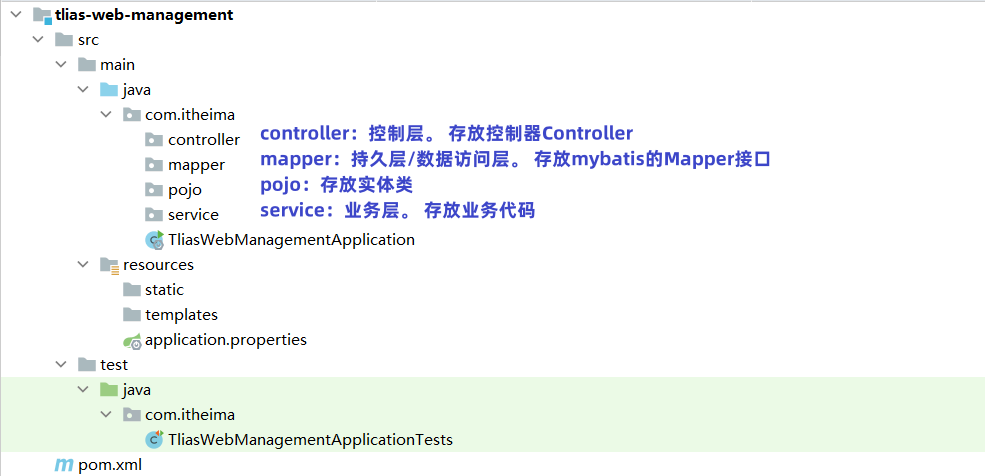 tlias-web-management
src
main
java
com.itheima
controller controller：控制层。 存放控制器Controller
mapper mapper：持久层/数据访问层。 存放mybatis的Mapper接口
pojo pojo：存放实体类
service service：业务层。 存放业务代码
TliasWebManagementApplication
resources
static
templates
application.properties
test
java
com.itheima
TliasWebManagementApplicationTests
pom.xml